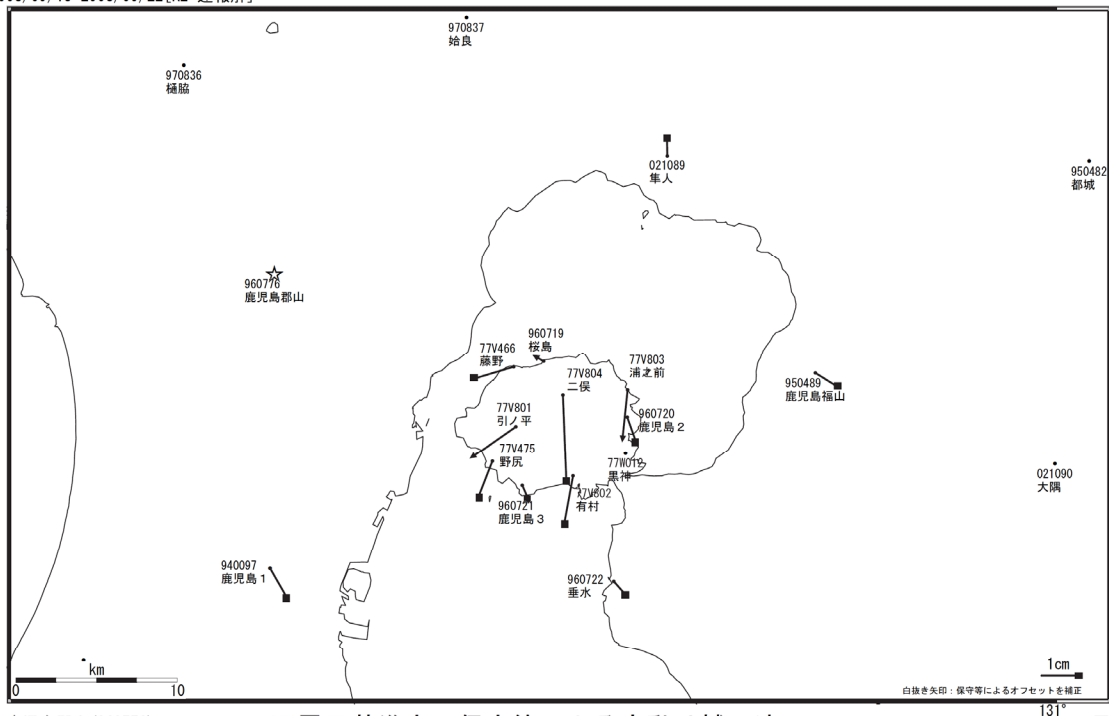 970837
姶良
970836
樋脇
021089
隼人
950482
都城
960776
鹿児島郡山
960719
桜島
77V466
藤野
77V803
浦之前
77V804
二俣
950489
鹿児島福山
77V801
引ノ平
960720
鹿児島2
77V475
野尻
77W012
黒神
021090
大隅
77V802
有村
960721
鹿児島3
940097
鹿児島1
960722
垂水
km
0 10
1cm
白抜き矢印:保守等によるオフセットを補正
131°